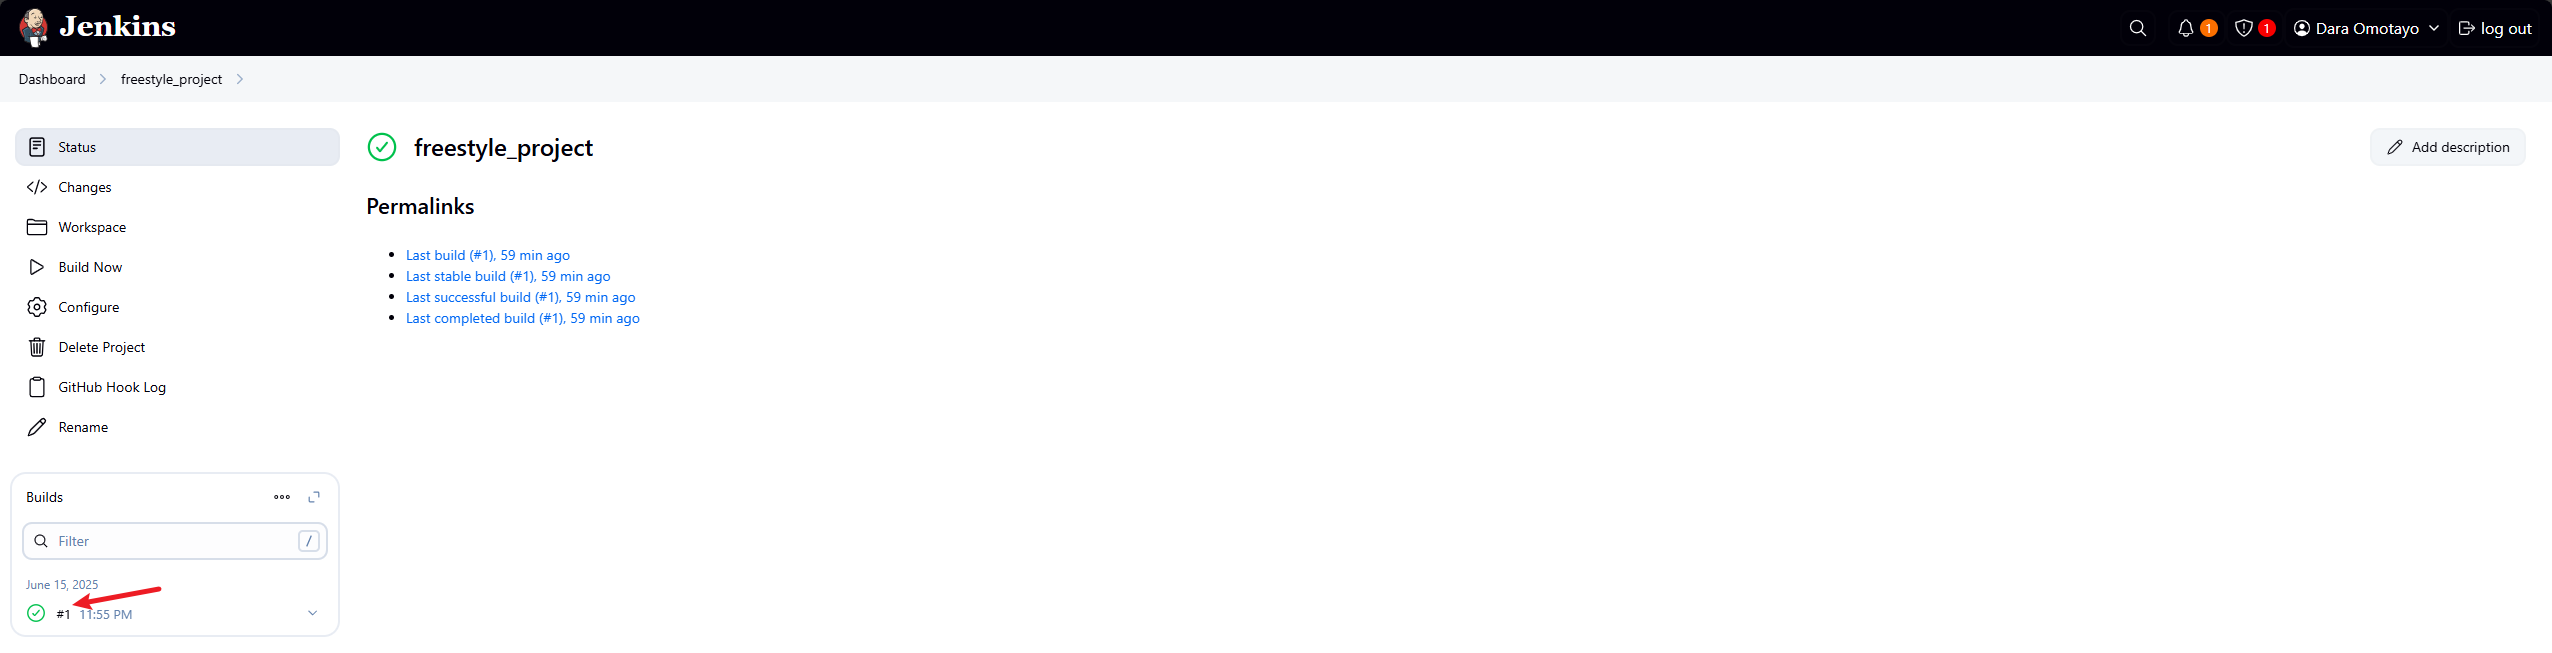 Jenkins
1
1
Dara Omotayo
log out
Dashboard
freestyle_project
Status
Changes
Workspace
Build Now
Configure
Delete Project
GitHub Hook Log
Rename
Builds
Filter
/
June 15, 2025
#1 11:55 PM
freestyle_project
Add description
Permalinks
Last build (#1), 59 min ago
Last stable build (#1), 59 min ago
Last successful build (#1), 59 min ago
Last completed build (#1), 59 min ago